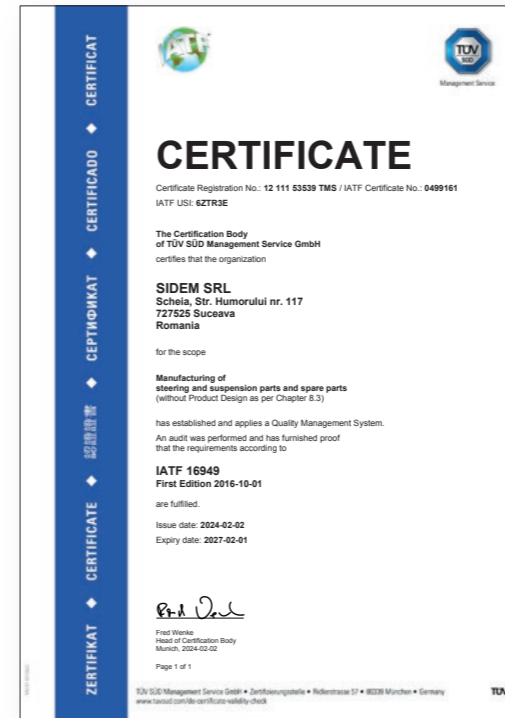 IATF
TÜV
SÜD
Management Service
CERTIFICATE
Certificate Registration No.: 12 111 53539 TMS / IATF Certificate No.: 0499161
IATF USI: 6ZTR3E
The Certification Body
of TÜV SÜD Management Service GmbH
certifies that the organization
SIDEM SRL
Scheia, Str. Humorului nr. 117
727525 Suceava
Romania
for the scope
Manufacturing of
steering and suspension parts and spare parts
(without Product Design as per Chapter 8.3)
has established and applies a Quality Management System.
An audit was performed and has furnished proof
that the requirements according to
IATF 16949
First Edition 2016-10-01
are fulfilled.
Issue date: 2024-02-02
Expiry date: 2027-02-01
Fred Wenke
Head of Certification Body
Munich, 2024-02-02
Page 1 of 1
TÜV SÜD Management Service GmbH • Zertifizierungsstelle • Ridlerstrasse 57 • 80339 München • Germany
www.tuvsud.com/de-certificate-validity-check
TÜV
ZERTIFIKAT ◆ CERTIFICATE ◆ 認證證書 ◆ СЕРТИФИКАТ ◆ CERTIFICADO ◆ CERTIFICAT